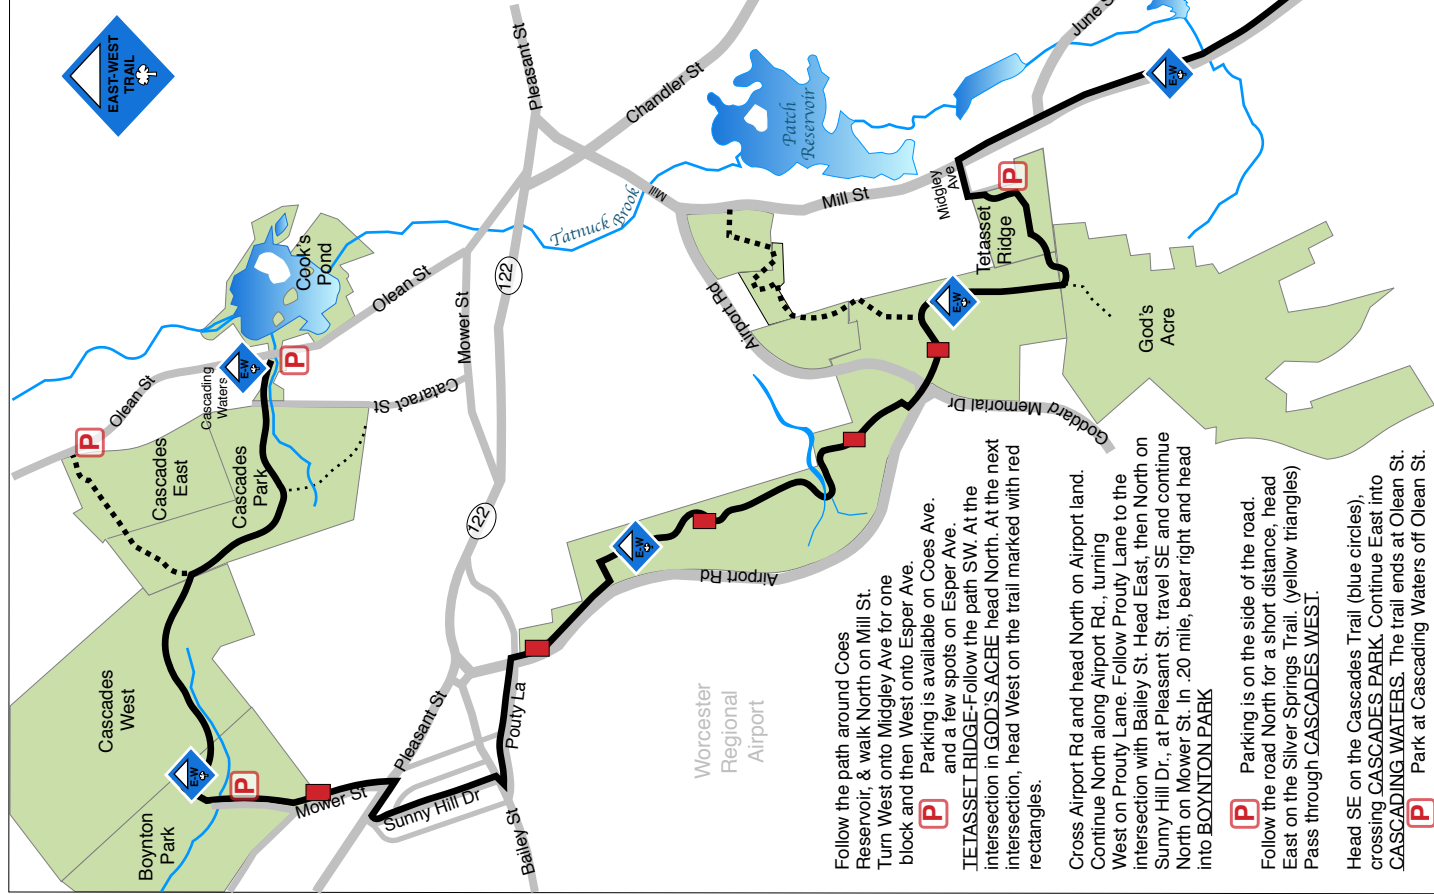 EAST-WEST
TRAIL
Pleasant St
Chandler St
June S
Patch
Reservoir
E-W
Midgley
Ave
P
Mill St
Mill
Tatnuck Brook
Tetasset
Ridge
Cook's
Pond
Olean St
122
Mower St
Airport Rd
E-W
God's
Acre
Olean St
E-W
P
Cascading
Waters
Cataract St
Goddard Memorial Dr
P
Cascades
East
Cascades
Park
122
E-W
Airport Rd
Cascades
West
Pleasant St
Pouty La
Worcester
Regional
Airport
E-W
P
Mower St
Sunny Hill Dr
Boynton
Park
Bailey St
Follow the path around Coes
Reservoir, & walk North on Mill St.
Turn West onto Midgley Ave for one
block and then West onto Esper Ave.
P Parking is available on Coes Ave.
and a few spots on Esper Ave.
TETASSET RIDGE-Follow the path SW. At the
intersection in GOD'S ACRE head North. At the next
intersection, head West on the trail marked with red
rectangles.
Cross Airport Rd and head North on Airport land.
Continue North along Airport Rd., turning
West on Prouty Lane. Follow Prouty Lane to the
intersection with Bailey St. Head East, then North on
Sunny Hill Dr., at Pleasant St. travel SE and continue
North on Mower St. In .20 mile, bear right and head
into BOYNTON PARK
P Parking is on the side of the road.
Follow the road North for a short distance, head
East on the Silver Springs Trail. (yellow triangles)
Pass through CASCADES WEST.
Head SE on the Cascades Trail (blue circles),
crossing CASCADES PARK. Continue East into
CASCADING WATERS. The trail ends at Olean St.
P Park at Cascading Waters off Olean St.